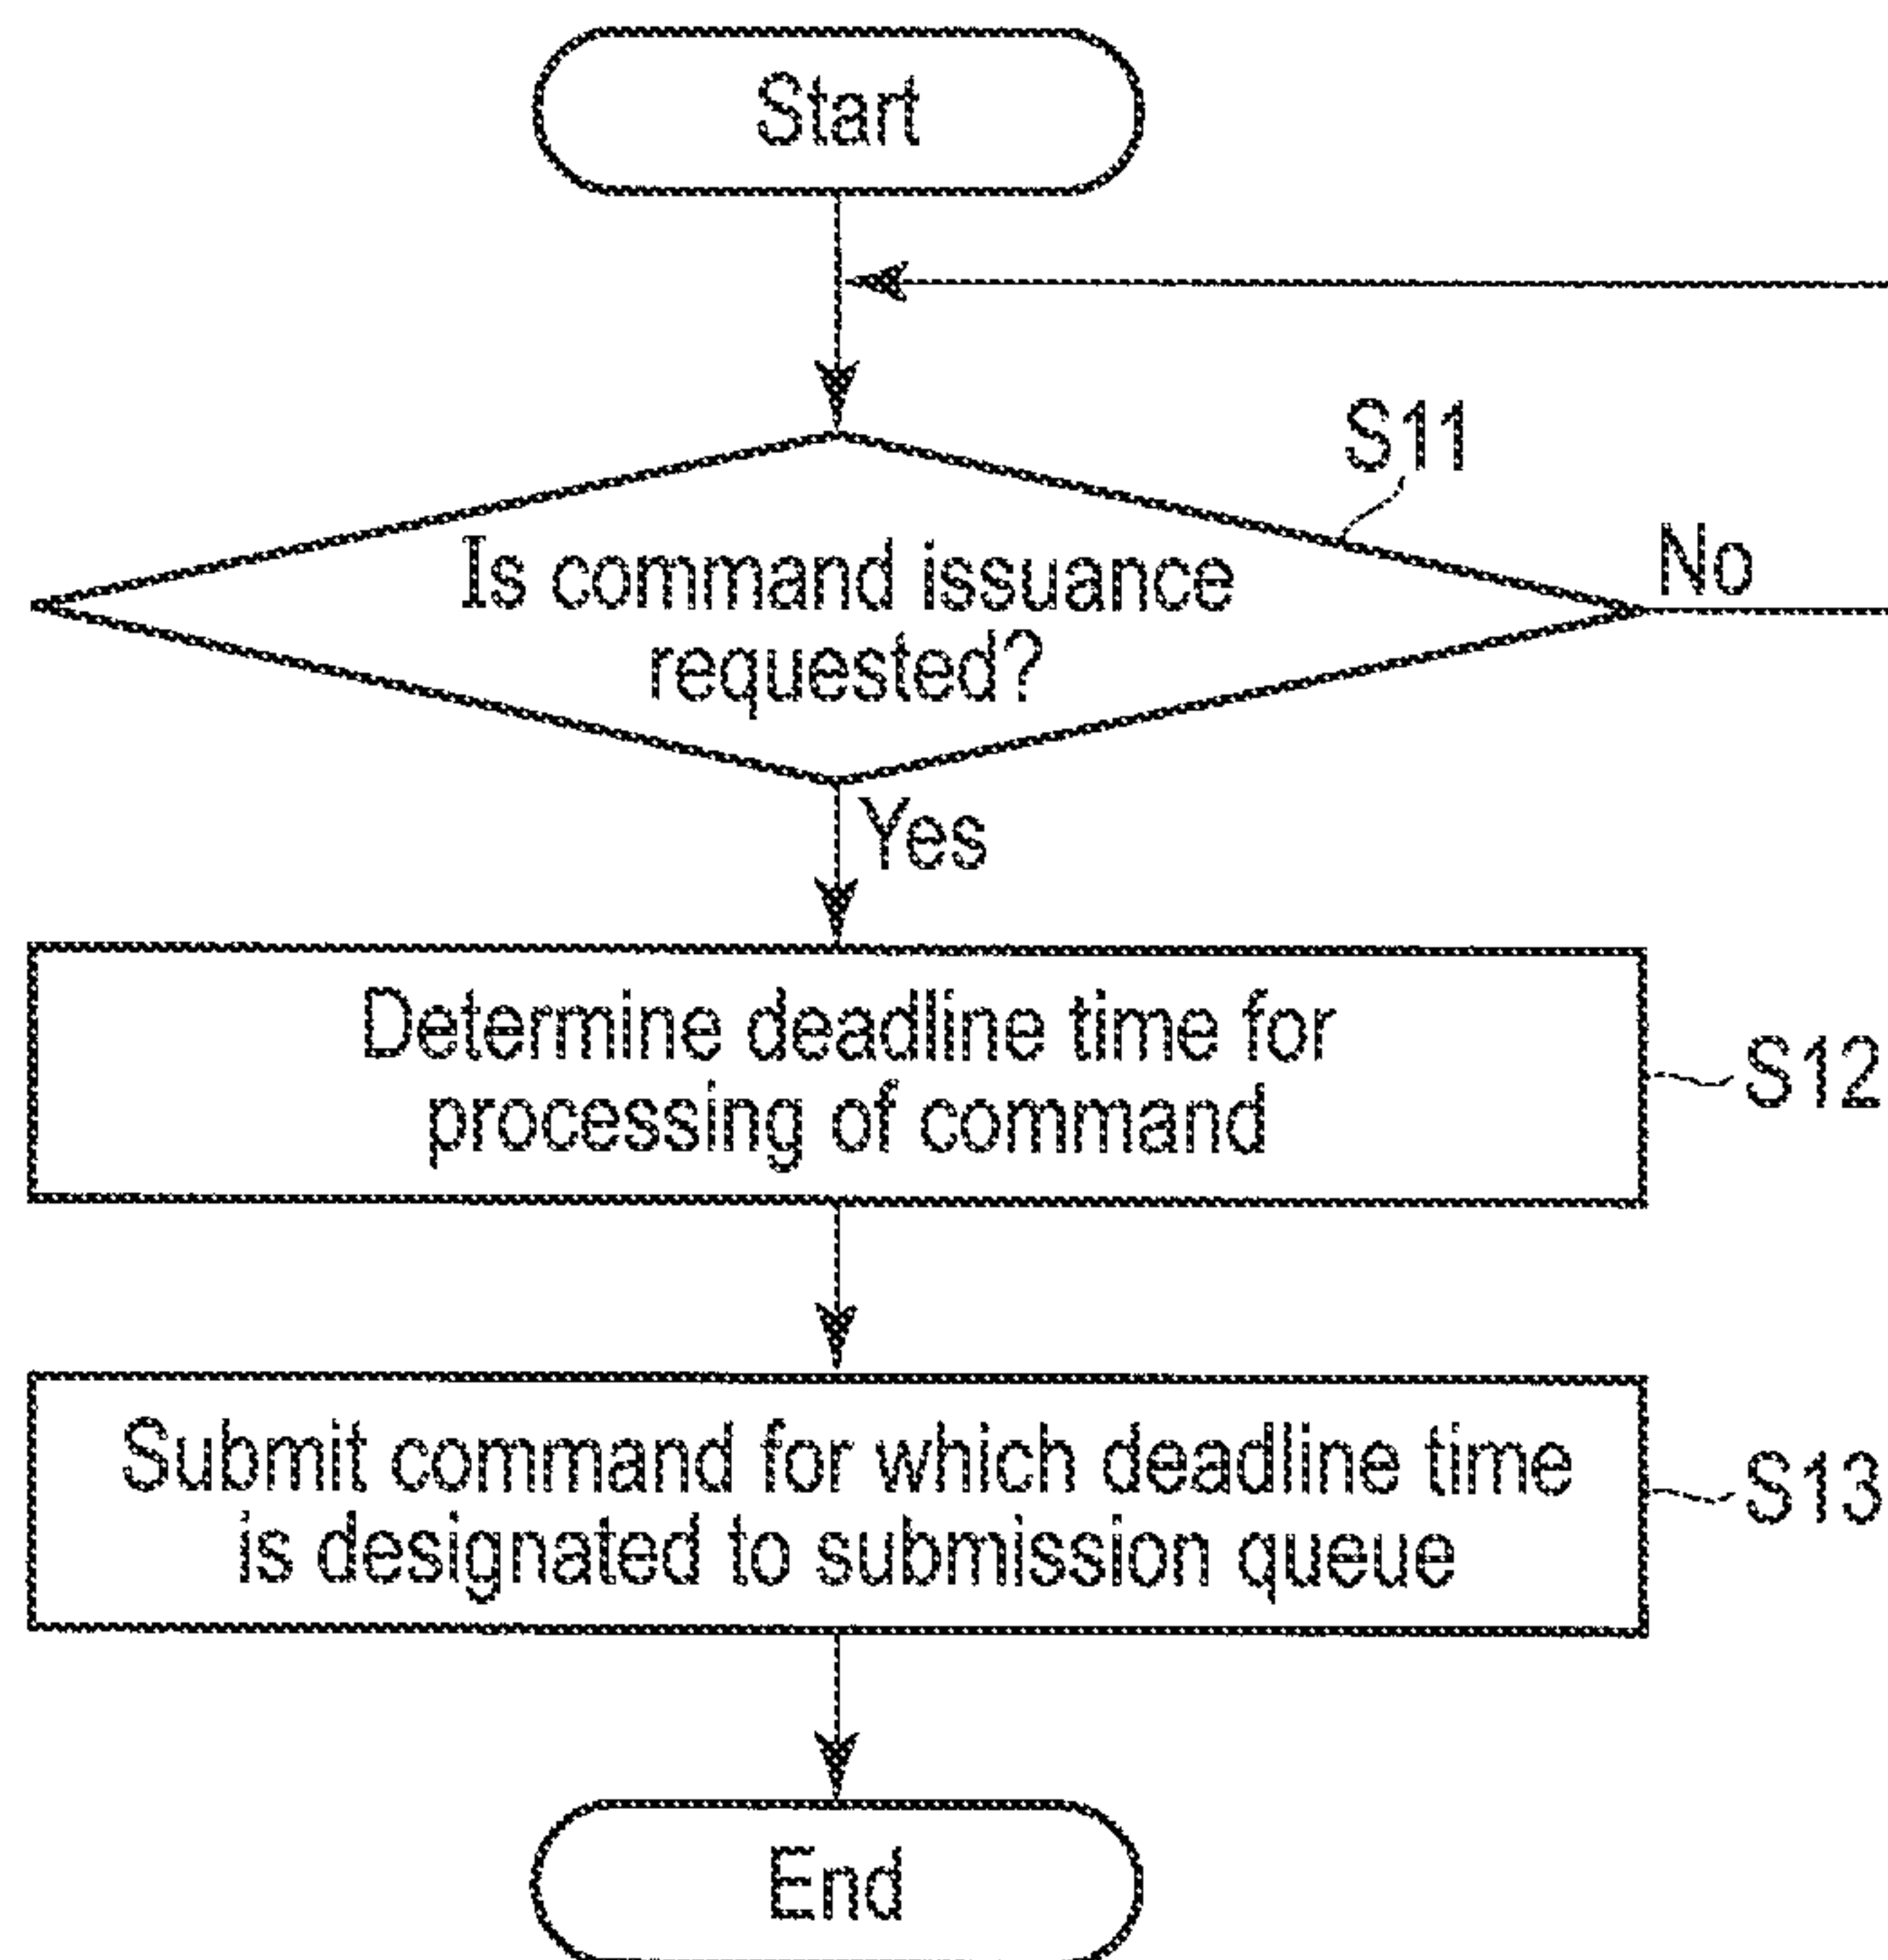 Start
S11
Is command issuance
requested?
No
Yes
Determine deadline time for
processing of command
S12
Submit command for which deadline time
is designated to submission queue
S13
End